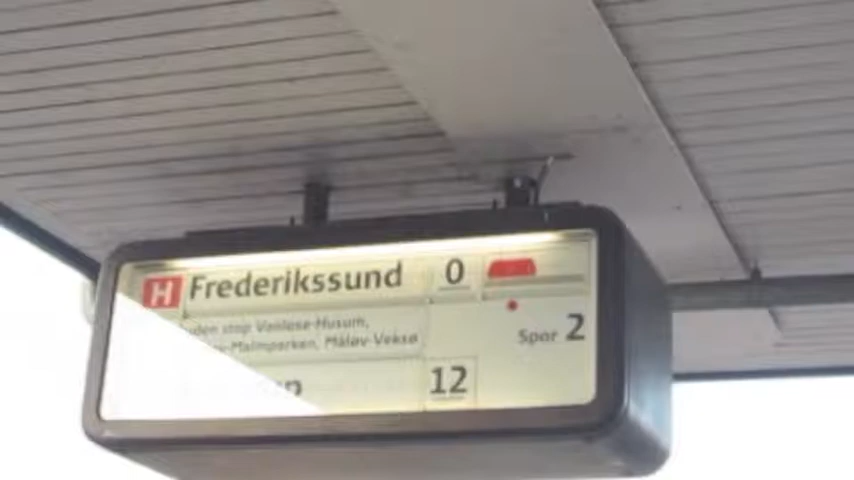 H Frederikssund 0
uden stop Vanløse-Husum,
-Malmparken, Måløv-Veksø
Spor 2
12